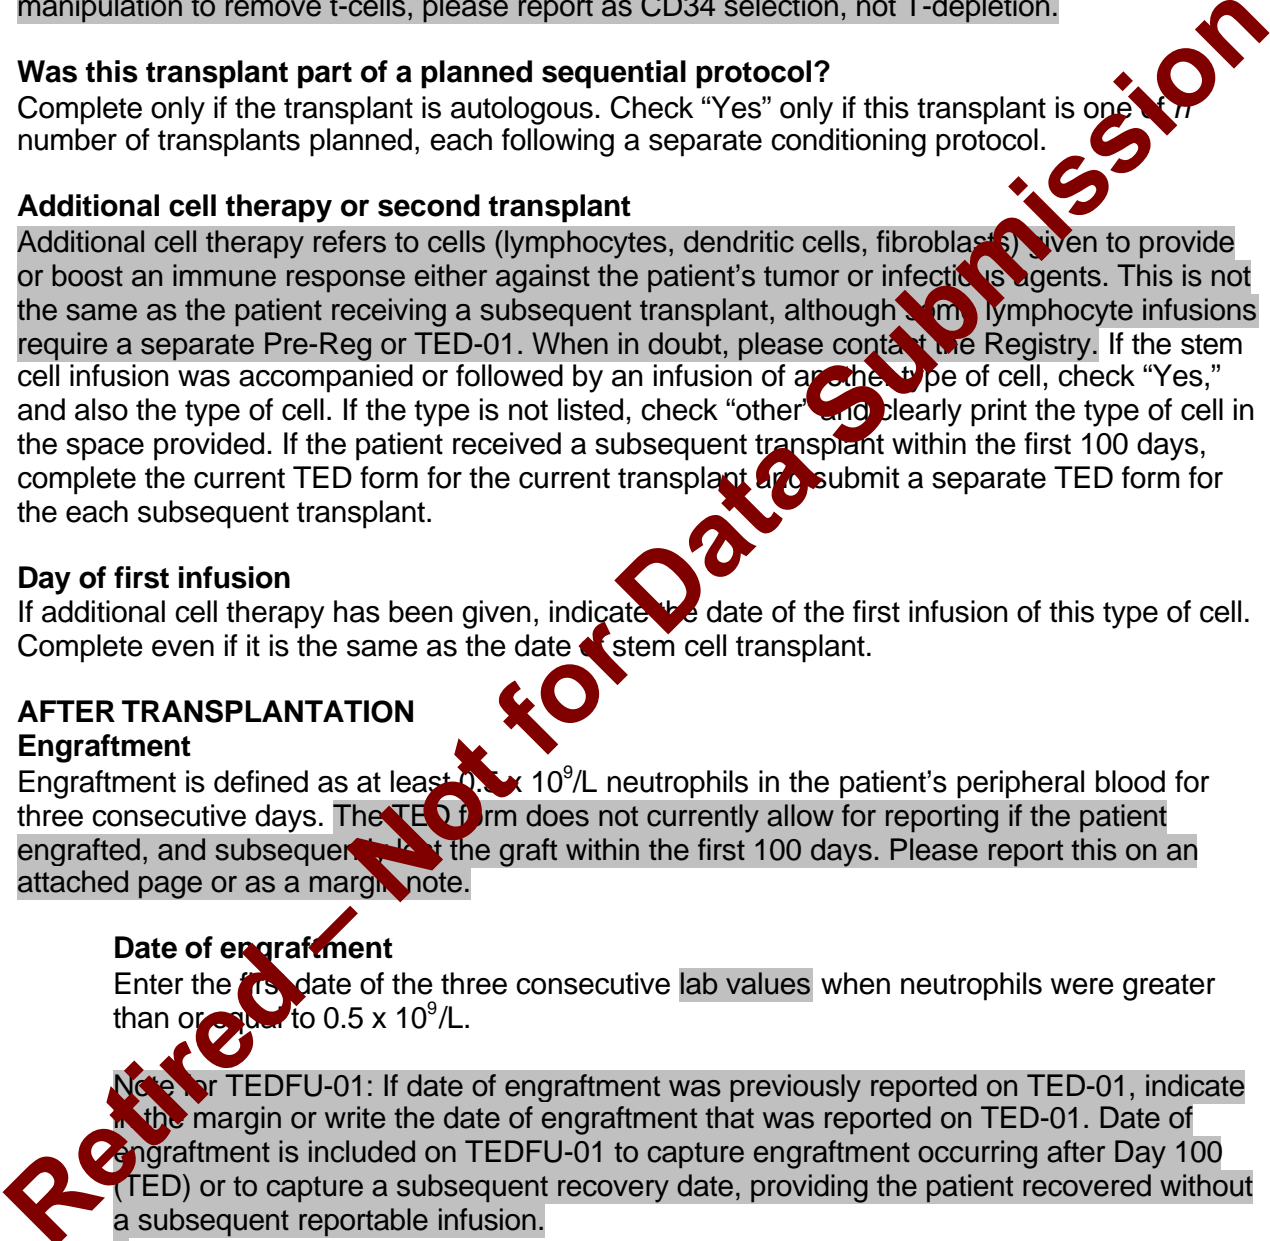 manipulation to remove t-cells, please report as CD34 selection, not T-depletion.
Was this transplant part of a planned sequential protocol?
Complete only if the transplant is autologous. Check “Yes” only if this transplant is one of n
number of transplants planned, each following a separate conditioning protocol.
Additional cell therapy or second transplant
Additional cell therapy refers to cells (lymphocytes, dendritic cells, fibroblasts) given to provide
or boost an immune response either against the patient’s tumor or infectious agents. This is not
the same as the patient receiving a subsequent transplant, although some lymphocyte infusions
require a separate Pre-Reg or TED-01. When in doubt, please contact the Registry. If the stem
cell infusion was accompanied or followed by an infusion of another type of cell, check “Yes,”
and also the type of cell. If the type is not listed, check “other” and clearly print the type of cell in
the space provided. If the patient received a subsequent transplant within the first 100 days,
complete the current TED form for the current transplant and submit a separate TED form for
the each subsequent transplant.
Day of first infusion
If additional cell therapy has been given, indicate the date of the first infusion of this type of cell.
Complete even if it is the same as the date of stem cell transplant.
AFTER TRANSPLANTATION
Engraftment
Engraftment is defined as at least 0.5 x 10⁹/L neutrophils in the patient’s peripheral blood for
three consecutive days. The TED form does not currently allow for reporting if the patient
engrafted, and subsequently lost the graft within the first 100 days. Please report this on an
attached page or as a margin note.
Date of engraftment
Enter the first date of the three consecutive lab values when neutrophils were greater
than or equal to 0.5 x 10⁹/L.
Note for TEDFU-01: If date of engraftment was previously reported on TED-01, indicate
in the margin or write the date of engraftment that was reported on TED-01. Date of
engraftment is included on TEDFU-01 to capture engraftment occurring after Day 100
(TED) or to capture a subsequent recovery date, providing the patient recovered without
a subsequent reportable infusion.
Retired – Not for Data Submission